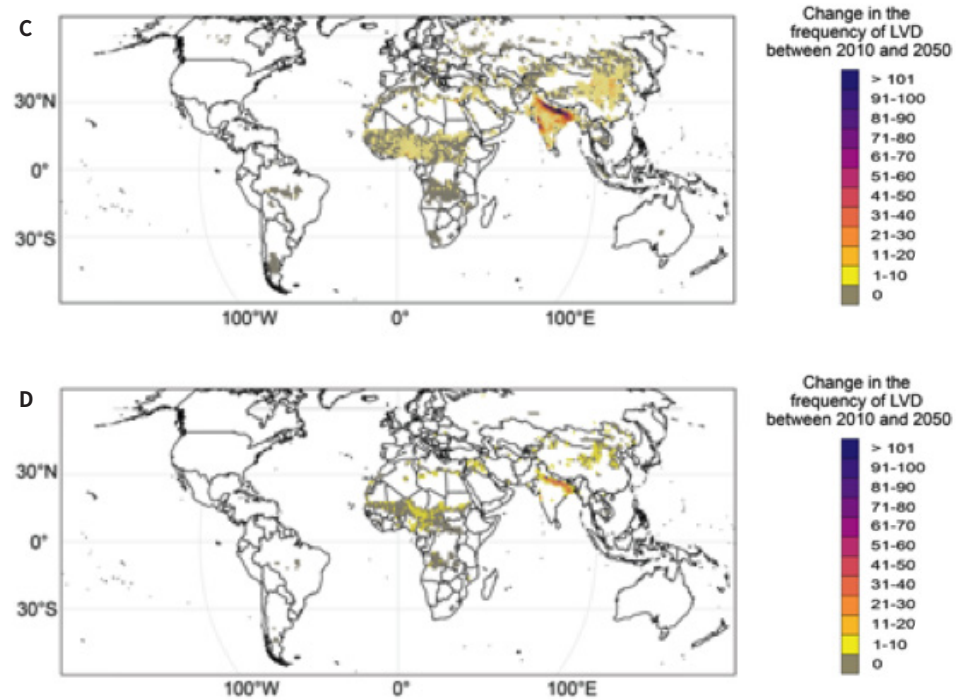 C
Change in the
frequency of LVD
between 2010 and 2050
> 101
91-100
81-90
71-80
61-70
51-60
41-50
31-40
21-30
11-20
1-10
0
30°N
0°
30°S
100°W
0°
100°E
D
Change in the
frequency of LVD
between 2010 and 2050
> 101
91-100
81-90
71-80
61-70
51-60
41-50
31-40
21-30
11-20
1-10
0
30°N
0°
30°S
100°W
0°
100°E